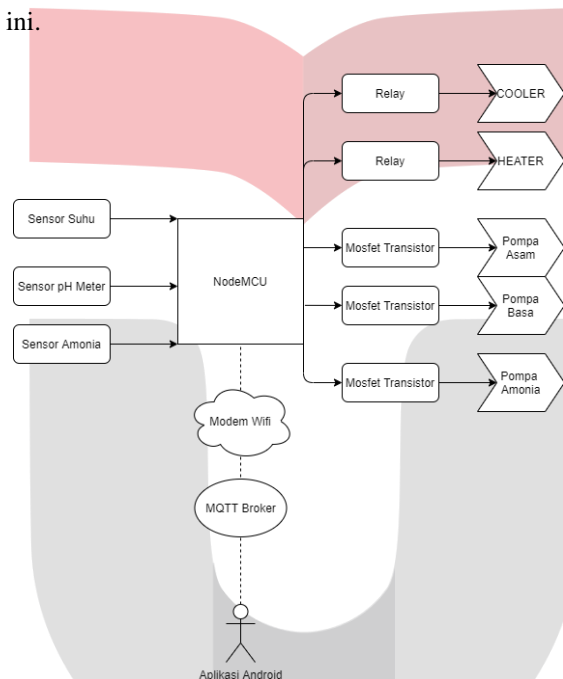 ini.
Relay
COOLER
Relay
HEATER
Sensor Suhu
Mosfet Transistor
Pompa
Asam
NodeMCU
Sensor pH Meter
Mosfet Transistor
Pompa
Basa
Sensor Amonia
Mosfet Transistor
Pompa
Amonia
Modem Wifi
MQTT Broker
Aplikasi Android